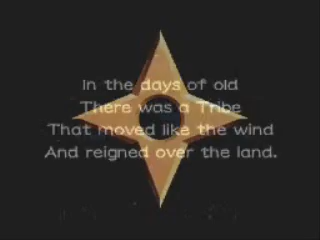 In the days of old
There was a Tribe
That moved like the wind
And reigned over the land.